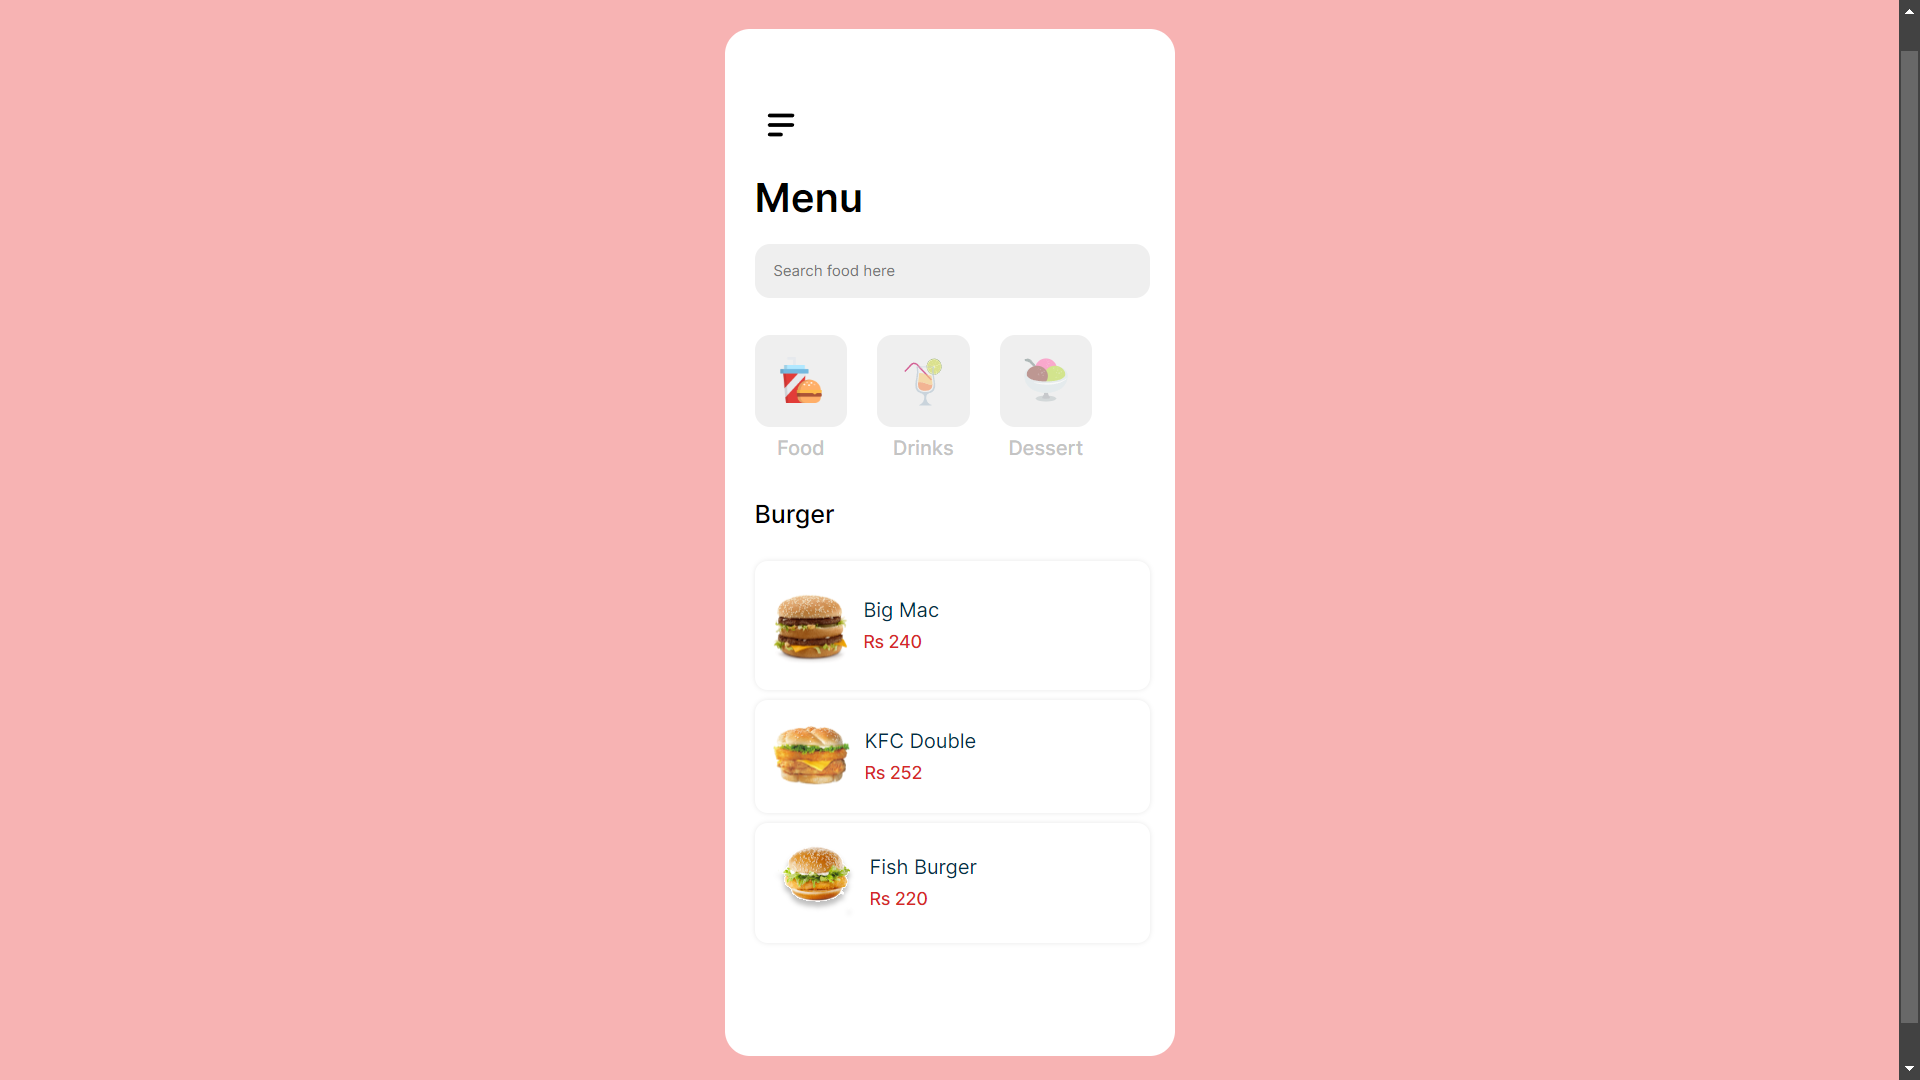 Menu
Search food here
Food
Drinks
Dessert
Burger
Big Mac
Rs 240
KFC Double
Rs 252
Fish Burger
Rs 220